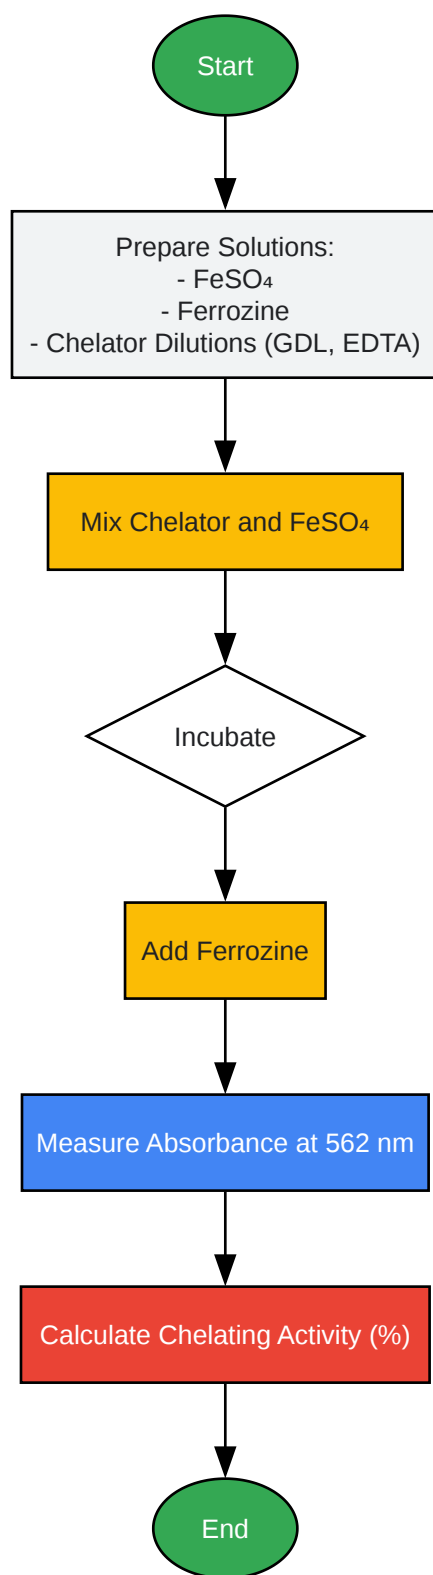 Start
Prepare Solutions:
- FeSO₄
- Ferrozine
- Chelator Dilutions (GDL, EDTA)
Mix Chelator and FeSO₄
Incubate
Add Ferrozine
Measure Absorbance at 562 nm
Calculate Chelating Activity (%)
End